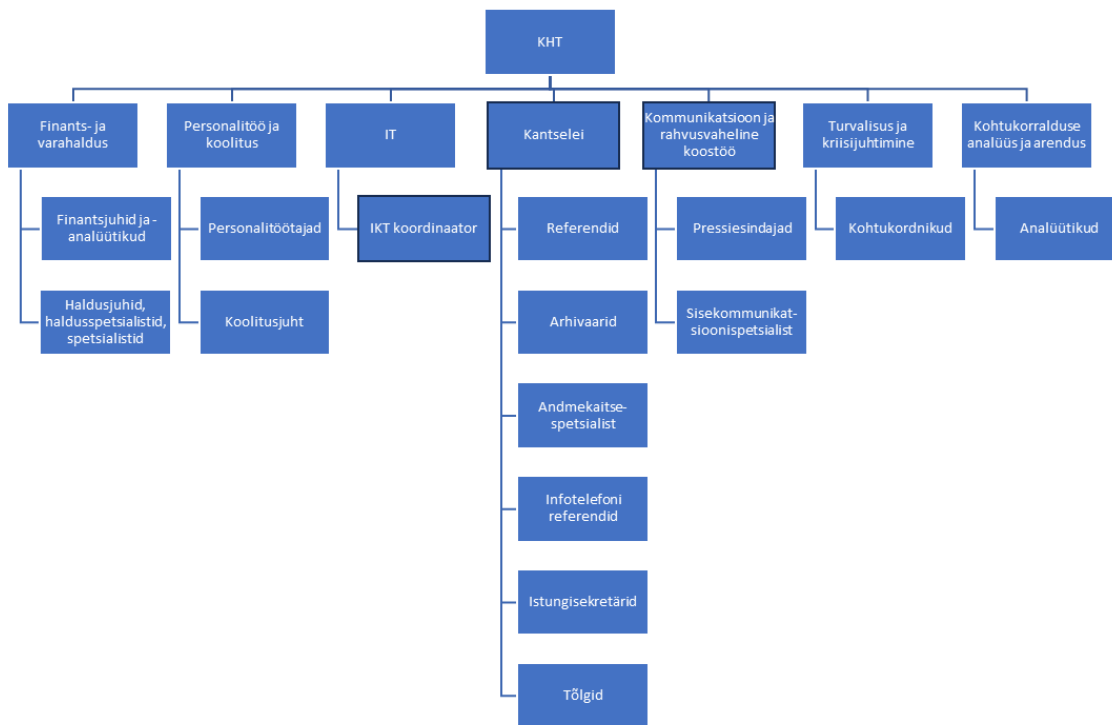 KHT
Finants- ja
varahaldus
Personalitöö ja
koolitus
IT
Kantselei
Kommunikatsioon ja
rahvusvaheline
koostöö
Turvalisus ja
kriisijuhtimine
Kohtukorralduse
analüüs ja arendus
Finantsjuhid ja -
analüütikud
Personalitöötajad
IKT koordinaator
Referendid
Pressiesindajad
Kohtukordnikud
Analüütikud
Haldusjuhid,
haldusspetsialistid,
spetsialistid
Koolitusjuht
Arhivaarid
Sisekommunikat-
sioonispetsialist
Andmekaitse-
spetsialist
Infotelefoni
referendid
Istungisekretärid
Tõlgid